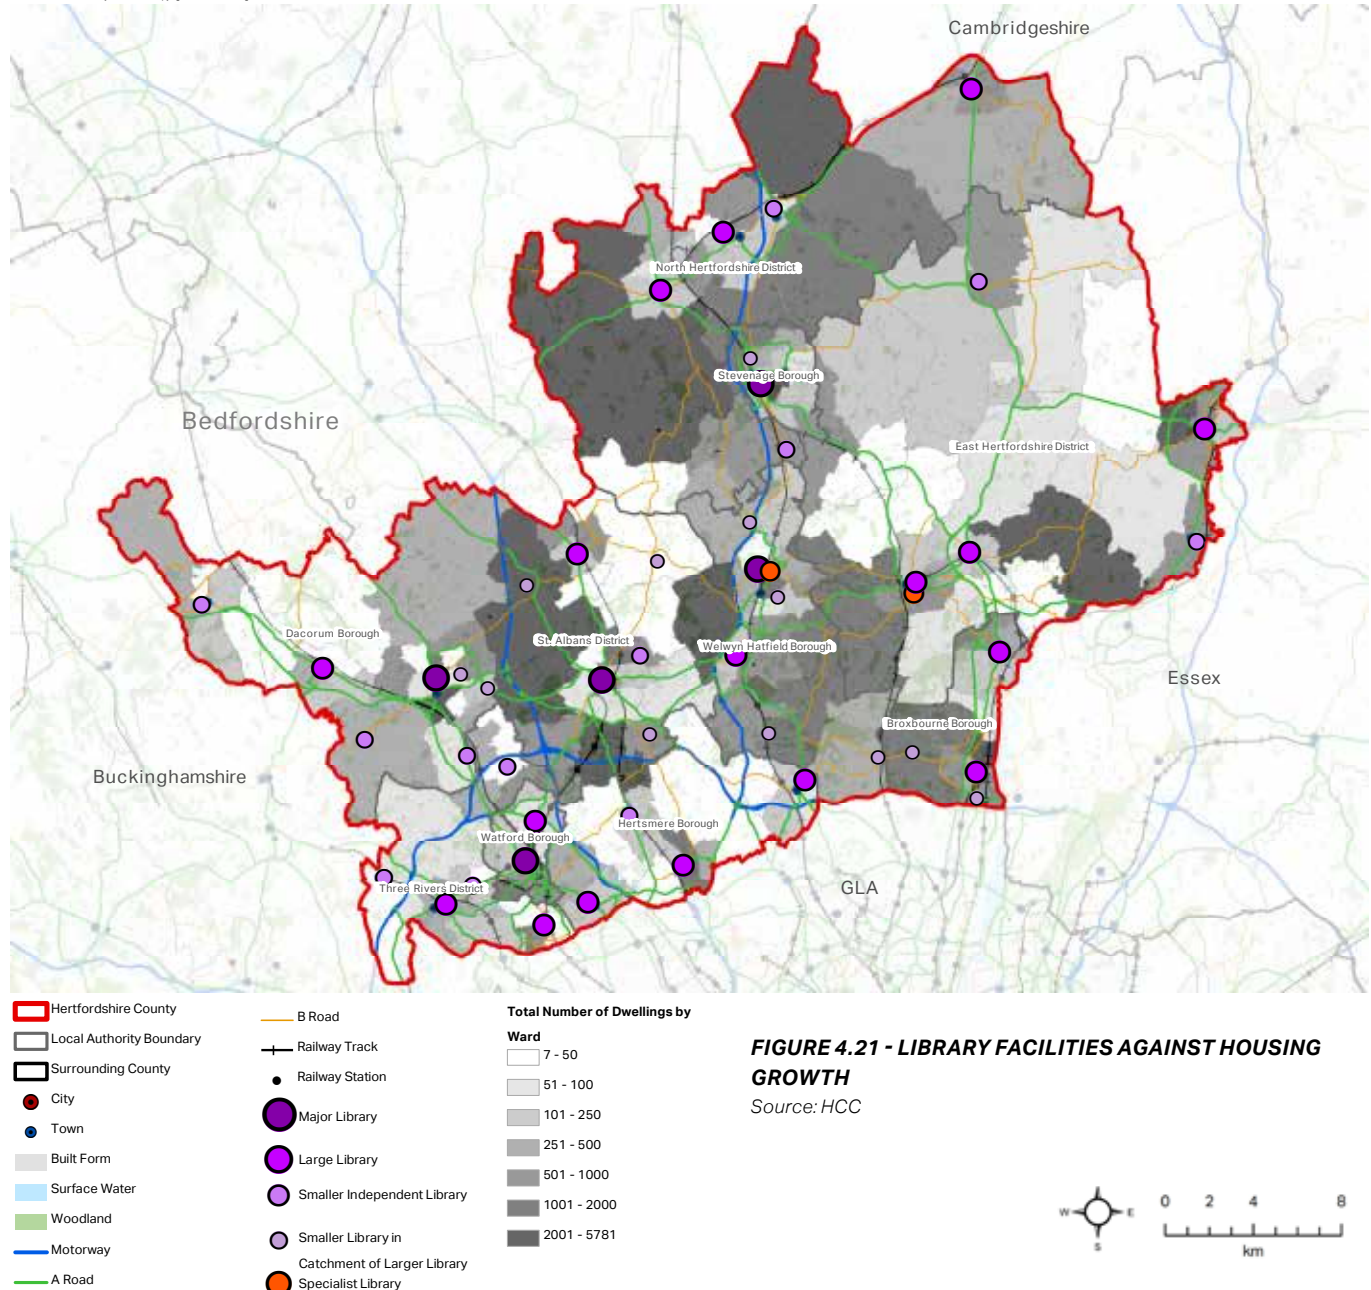 Cambridgeshire
North Hertfordshire District
Stevenage Borough
Bedfordshire
East Hertfordshire District
Dacorum Borough
St. Albans District
Welwyn Hatfield Borough
Essex
Broxbourne Borough
Buckinghamshire
Hertsmere Borough
Watford Borough
Three Rivers District
GLA
Hertfordshire County
Local Authority Boundary
Surrounding County
City
Town
Built Form
Surface Water
Woodland
Motorway
A Road
B Road
Railway Track
Railway Station
Major Library
Large Library
Smaller Independent Library
Smaller Library in
Catchment of Larger Library
Specialist Library
Total Number of Dwellings by
Ward
7 - 50
51 - 100
101 - 250
251 - 500
501 - 1000
1001 - 2000
2001 - 5781
FIGURE 4.21 - LIBRARY FACILITIES AGAINST HOUSING
GROWTH
Source: HCC
N
W E
S
0 2 4 8
km